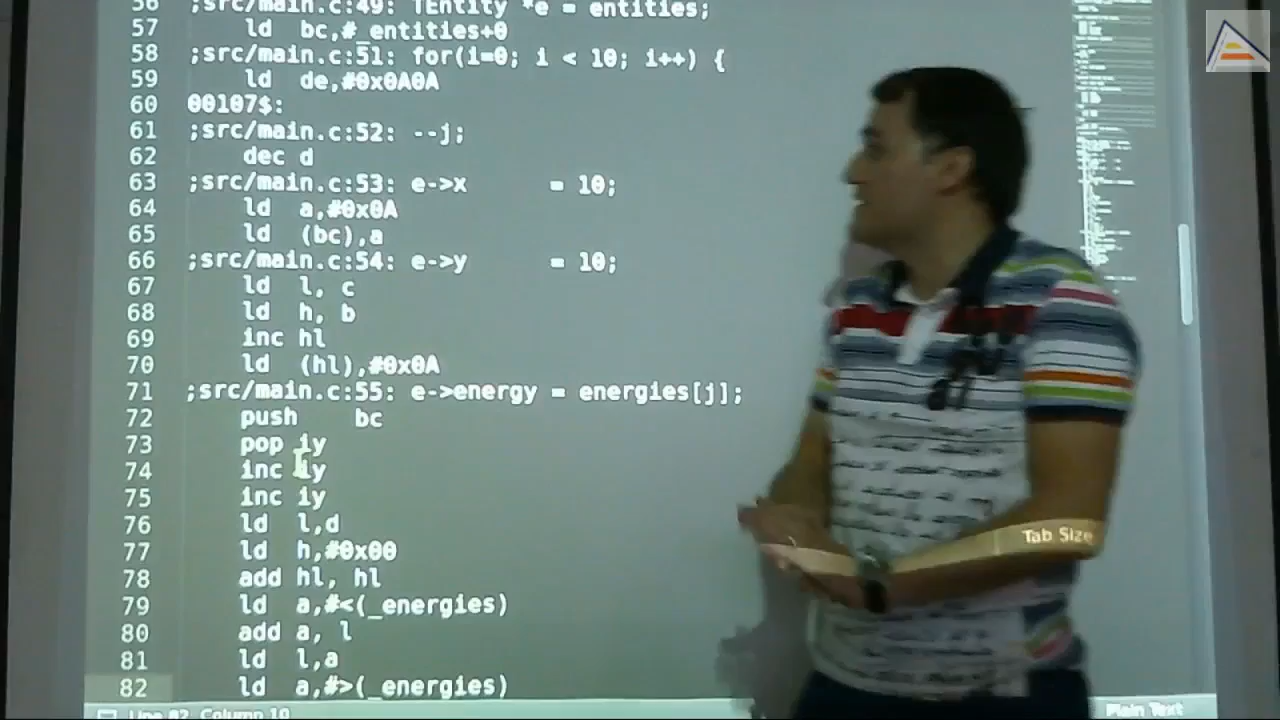 56 ;src/main.c:49: TEntity *e = entities;
57 ld bc,#_entities+0
58 ;src/main.c:51: for(i=0; i < 10; i++) {
59 ld de,#0x0A0A
60 00107$:
61 ;src/main.c:52: --j;
62 dec d
63 ;src/main.c:53: e->x = 10;
64 ld a,#0x0A
65 ld (bc),a
66 ;src/main.c:54: e->y = 10;
67 ld l, c
68 ld h, b
69 inc hl
70 ld (hl),#0x0A
71 ;src/main.c:55: e->energy = energies[j];
72 push bc
73 pop iy
74 inc iy
75 inc iy
76 ld l,d
77 ld h,#0x00
78 add hl, hl
79 ld a,#<(_energies)
80 add a, l
81 ld l,a
82 ld a,#>(_energies)
Line 82, Column 10
Tab Size
Plain Text